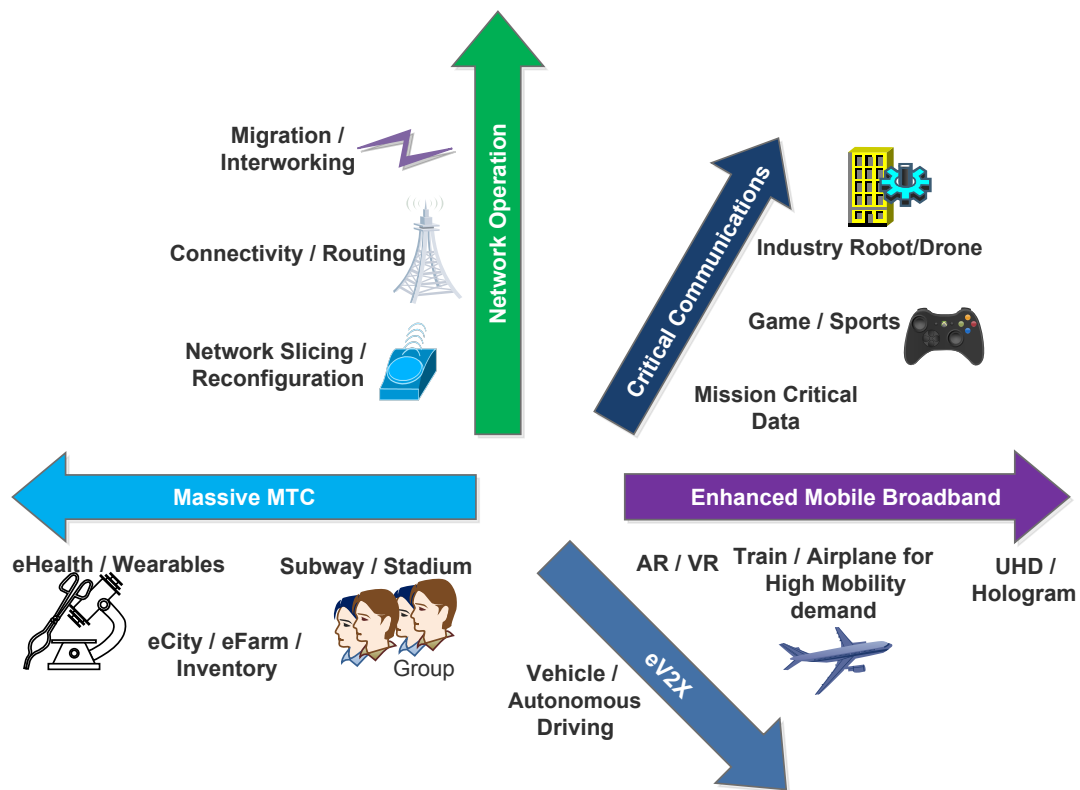 Migration /
Interworking
Connectivity / Routing
Network Slicing /
Reconfiguration
Network Operation
Critical Communications
Industry Robot/Drone
Game / Sports
Mission Critical
Data
Massive MTC
Enhanced Mobile Broadband
eHealth / Wearables
Subway / Stadium
eCity / eFarm /
Inventory
Group
AR / VR
Train / Airplane for
High Mobility
demand
UHD /
Hologram
eV2X
Vehicle /
Autonomous
Driving